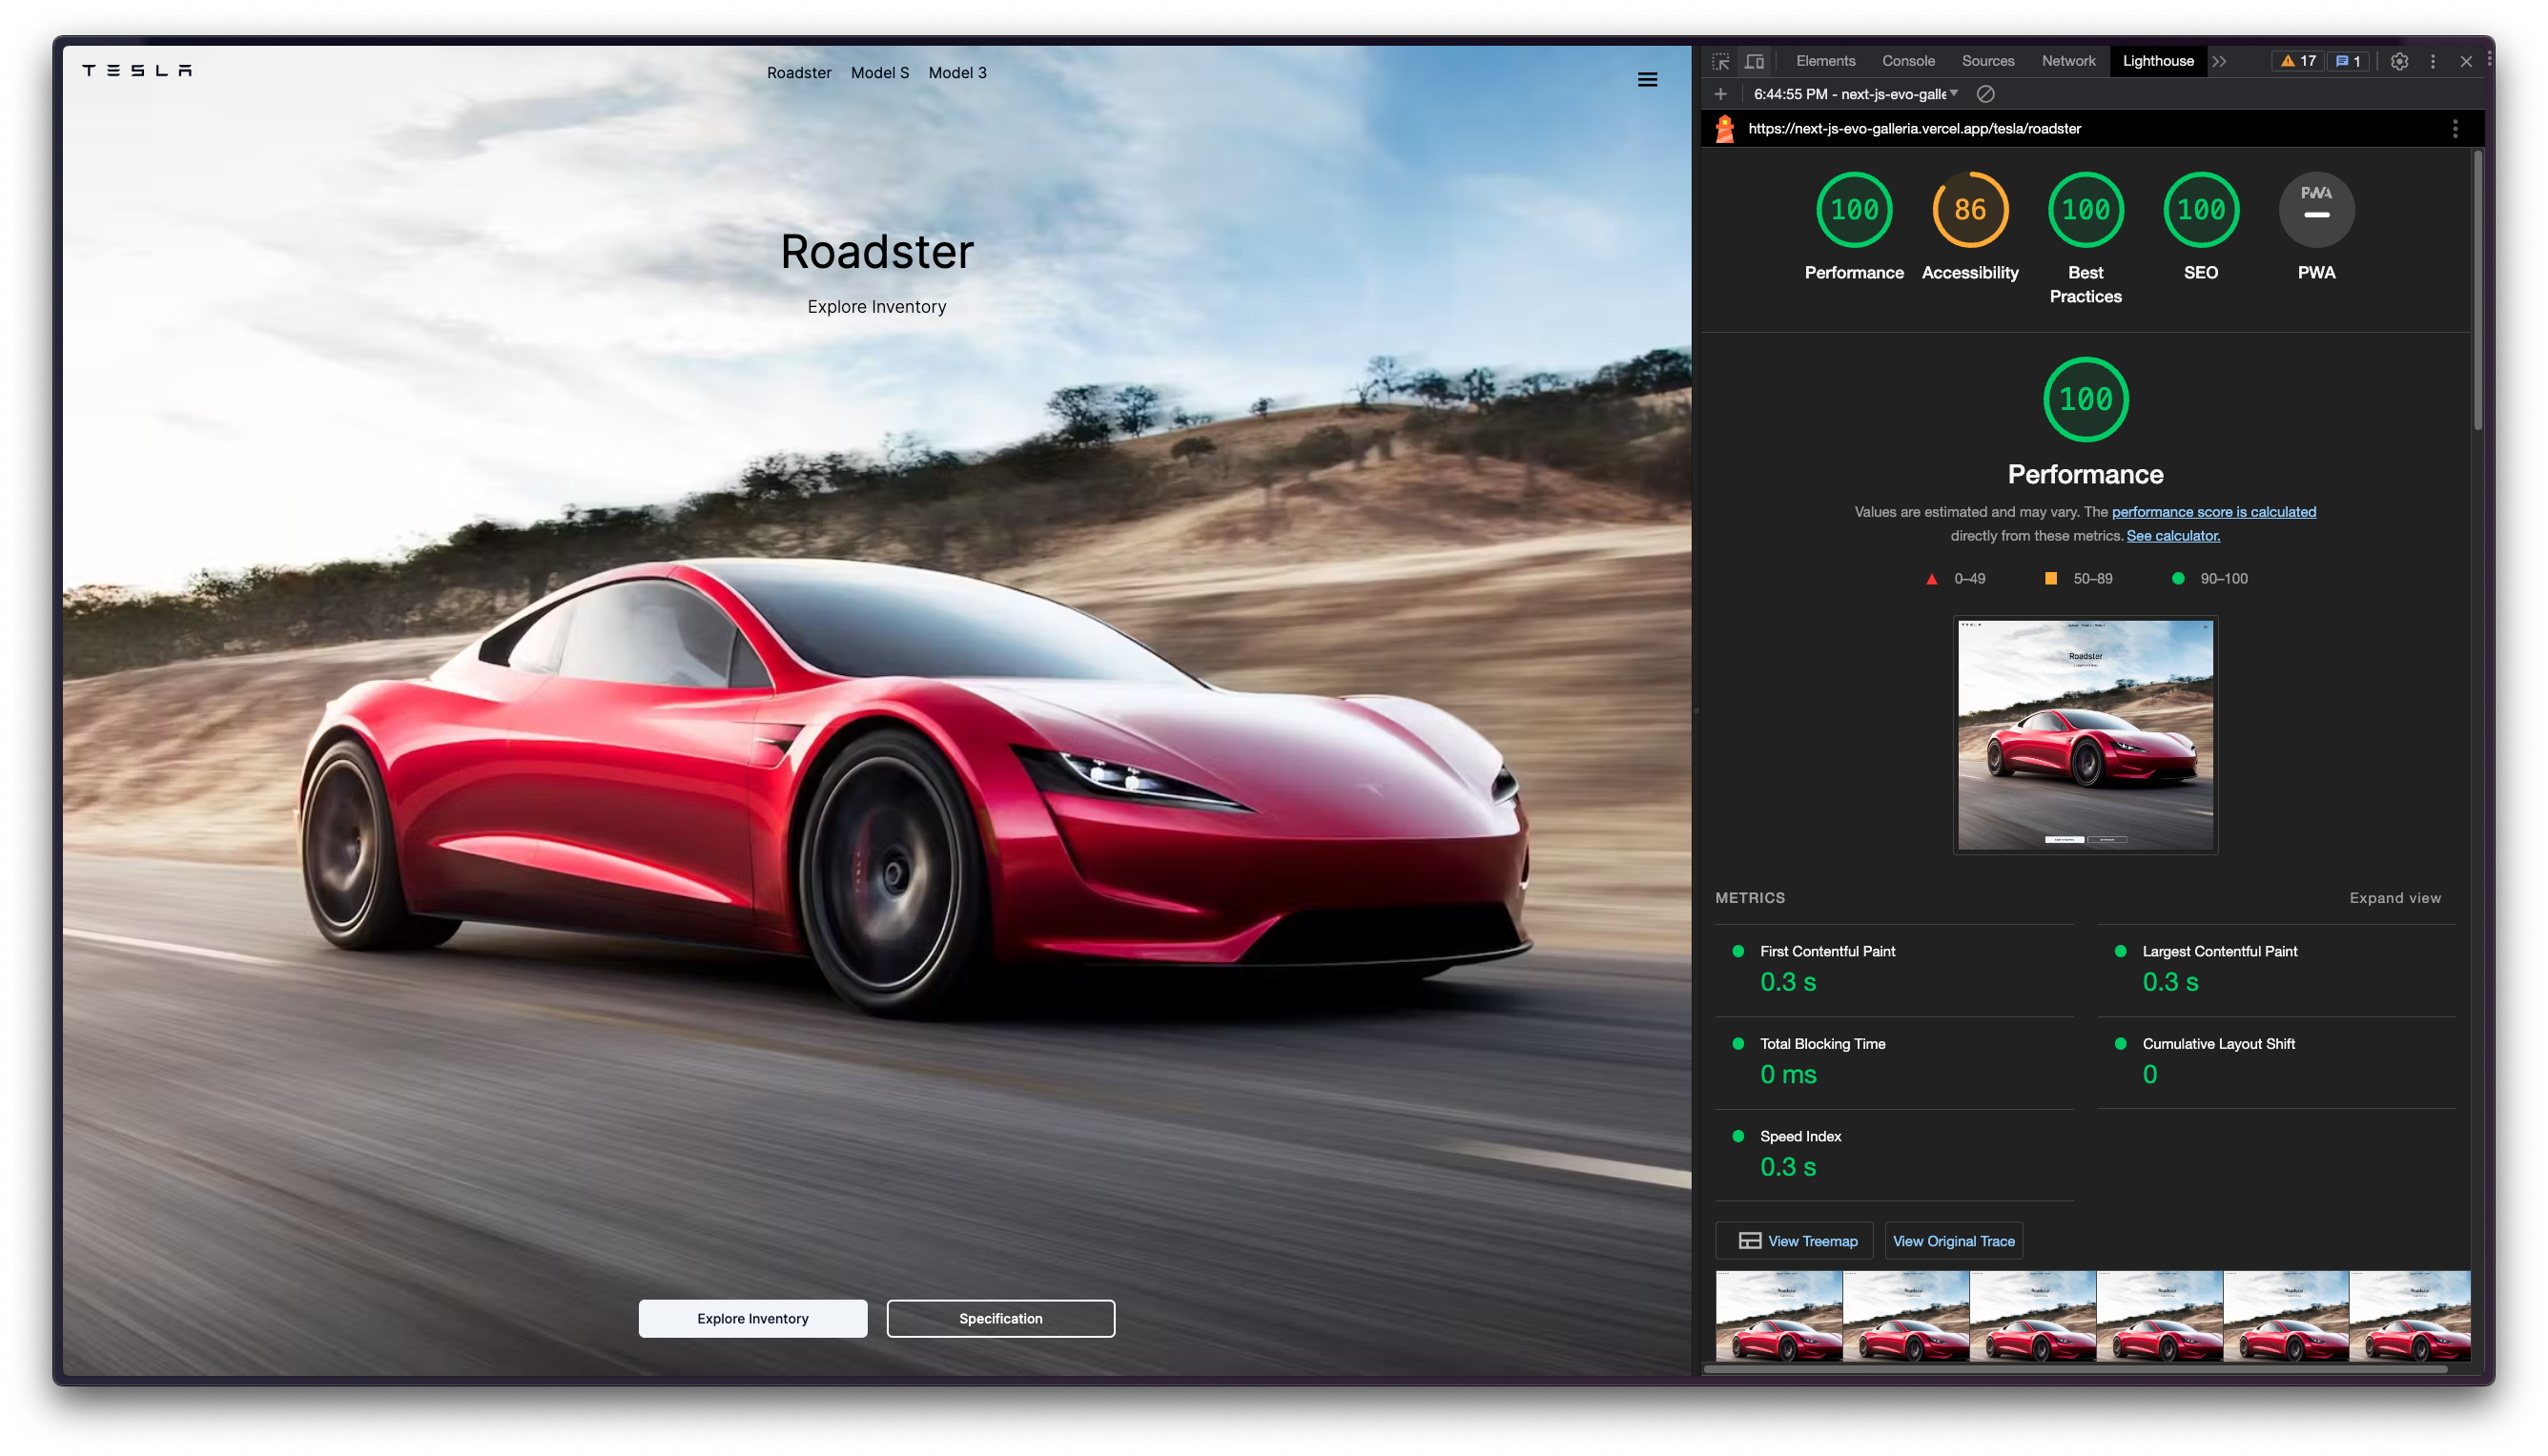 TESLA
Roadster Model S Model 3
Roadster
Explore Inventory
Explore Inventory
Specification
Elements Console Sources Network Lighthouse
17
1
6:44:55 PM - next-js-evo-galle
https://next-js-evo-galleria.vercel.app/tesla/roadster
100
86
100
100
PWA
Performance
Accessibility
Best
Practices
SEO
PWA
100
Performance
Values are estimated and may vary. The performance score is calculated
directly from these metrics. See calculator.
0–49
50–89
90–100
Roadster
METRICS
Expand view
First Contentful Paint
0.3 s
Largest Contentful Paint
0.3 s
Total Blocking Time
0 ms
Cumulative Layout Shift
0
Speed Index
0.3 s
View Treemap
View Original Trace